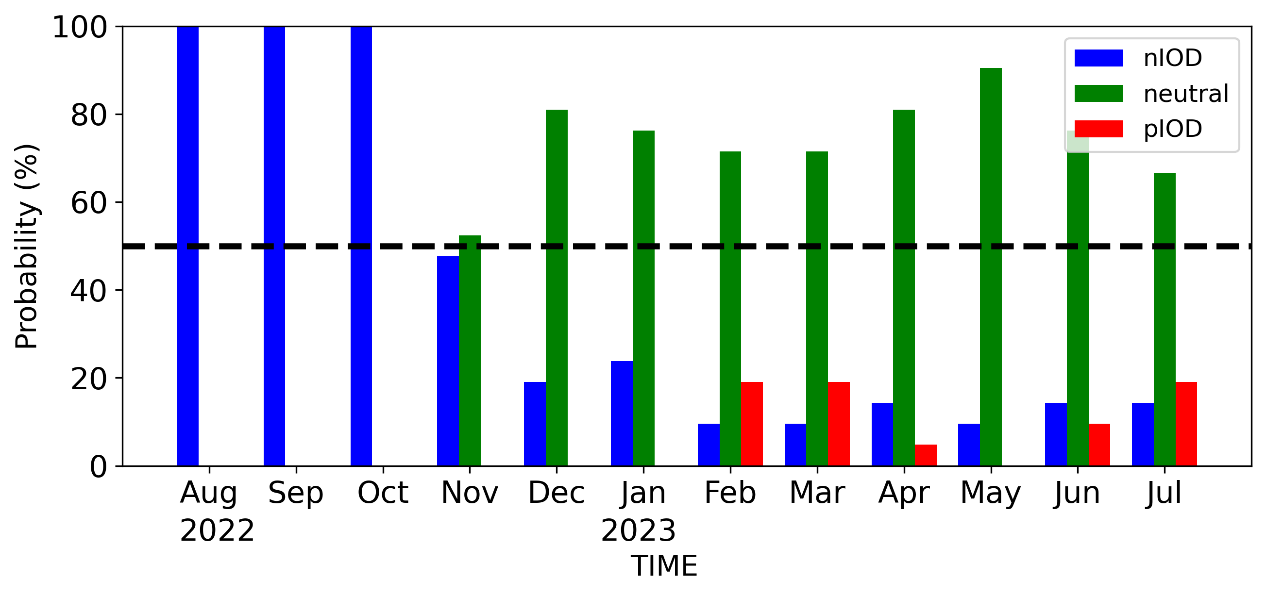 100
80
60
40
20
0
Probability (%)
nIOD
neutral
pIOD
Aug Sep Oct Nov Dec Jan Feb Mar Apr May Jun Jul
2022 2023
TIME